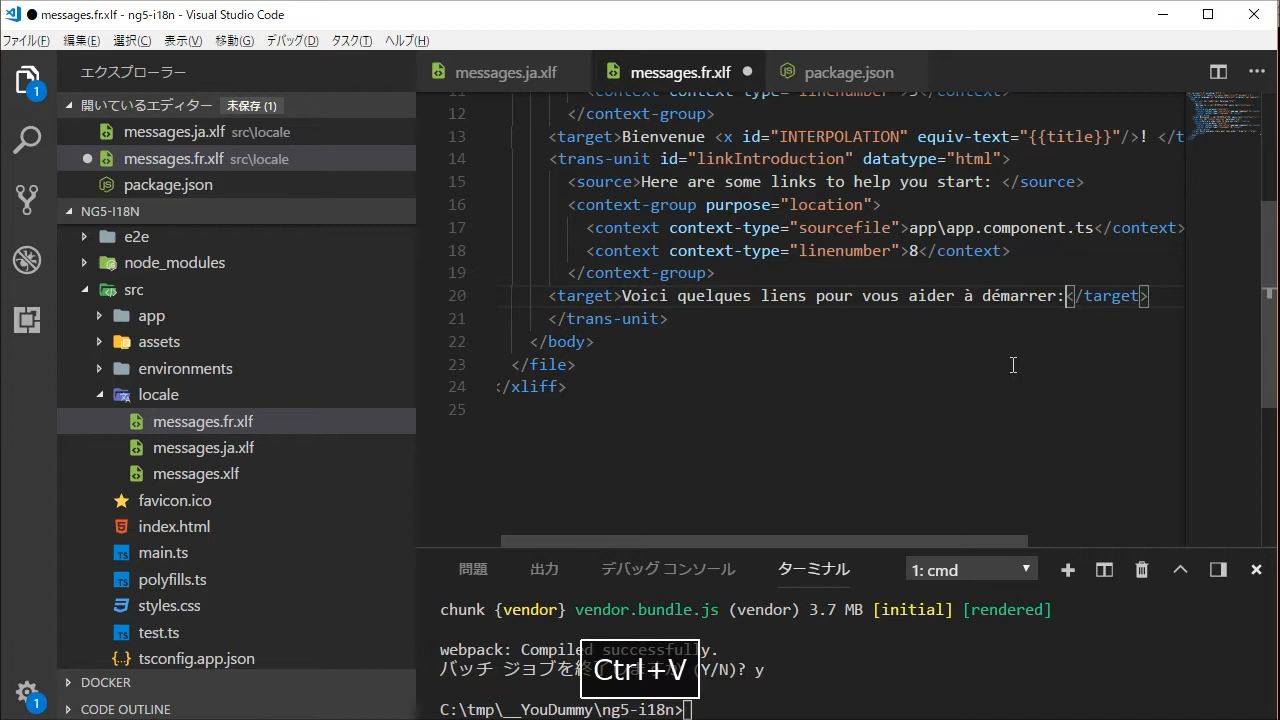 messages.fr.xlf - ng5-i18n - Visual Studio Code
ファイル(F) 編集(E) 選択(C) 表示(V) 移動(G) デバッグ(D) タスク(T) ヘルプ(H)
エクスプローラー
messages.ja.xlf messages.fr.xlf package.json
開いているエディター 未保存 (1)
messages.ja.xlf src\locale
messages.fr.xlf src\locale
package.json
NG5-I18N
e2e
node_modules
src
app
assets
environments
locale
messages.fr.xlf
messages.ja.xlf
messages.xlf
favicon.ico
index.html
main.ts
polyfills.ts
styles.css
test.ts
tsconfig.app.json
DOCKER
CODE OUTLINE
1
1
11 <context context-type="linenumber">5</context>
12 </context-group>
13 <target>Bienvenue <x id="INTERPOLATION" equiv-text="{{title}}"/>! </t
14 <trans-unit id="linkIntroduction" datatype="html">
15 <source>Here are some links to help you start: </source>
16 <context-group purpose="location">
17 <context context-type="sourcefile">app\app.component.ts</context>
18 <context context-type="linenumber">8</context>
19 </context-group>
20 <target>Voici quelques liens pour vous aider à démarrer:</target>
21 </trans-unit>
22 </body>
23 </file>
24 </xliff>
25
問題 出力 デバッグ コンソール ターミナル 1: cmd
chunk {vendor} vendor.bundle.js (vendor) 3.7 MB [initial] [rendered]
webpack: Compiled successfully.
バッチ ジョブを終 (Y/N)? y
Ctrl+V
C:\tmp\__YouDummy\ng5-i18n>